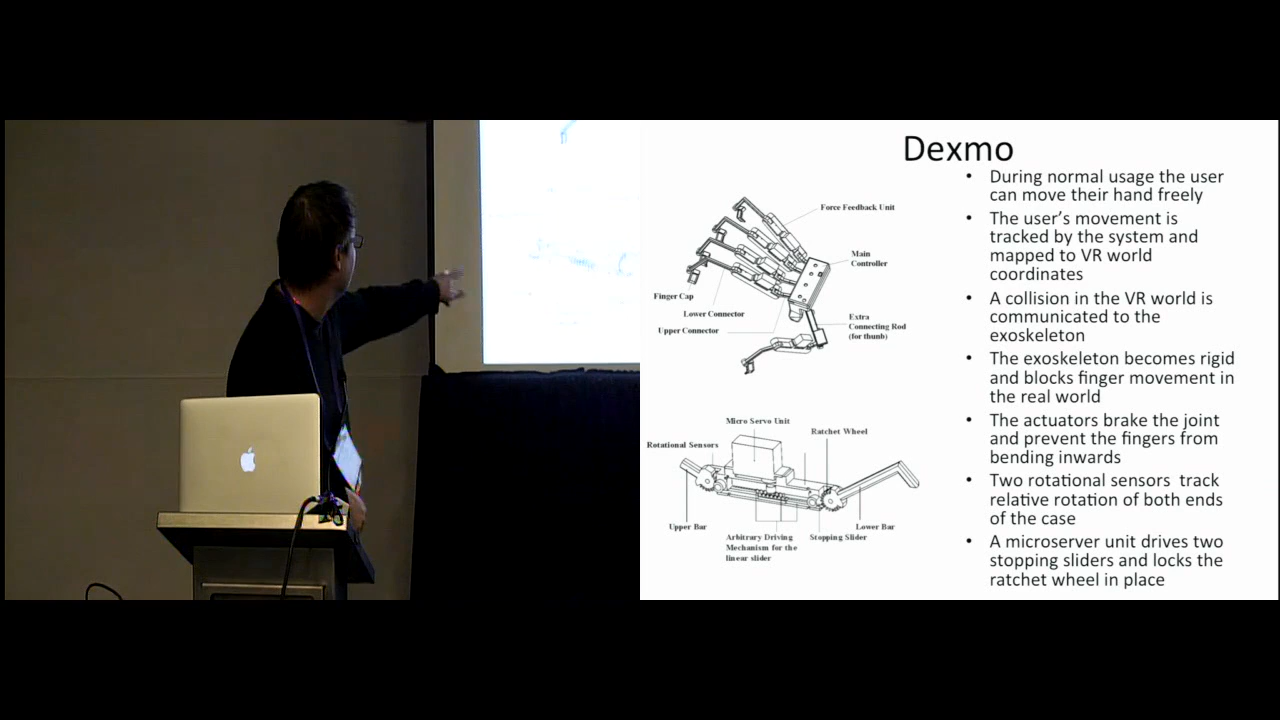 Dexmo
• During normal usage the user
can move their hand freely
• The user's movement is
tracked by the system and
mapped to VR world
coordinates
• A collision in the VR world is
communicated to the
exoskeleton
• The exoskeleton becomes rigid
and blocks finger movement in
the real world
• The actuators brake the joint
and prevent the fingers from
bending inwards
• Two rotational sensors  track
relative rotation of both ends
of the case
• A microserver unit drives two
stopping sliders and locks the
ratchet wheel in place
Force Feedback Unit
Main
Controller
Finger Cap
Lower Connector
Upper Connector
Extra
Connecting Rod
(for thunb)
Micro Servo Unit
Ratchet Wheel
Rotational Sensors
Upper Bar
Lower Bar
Arbitrary Driving
Mechanism for the
linear slider
Stopping Slider